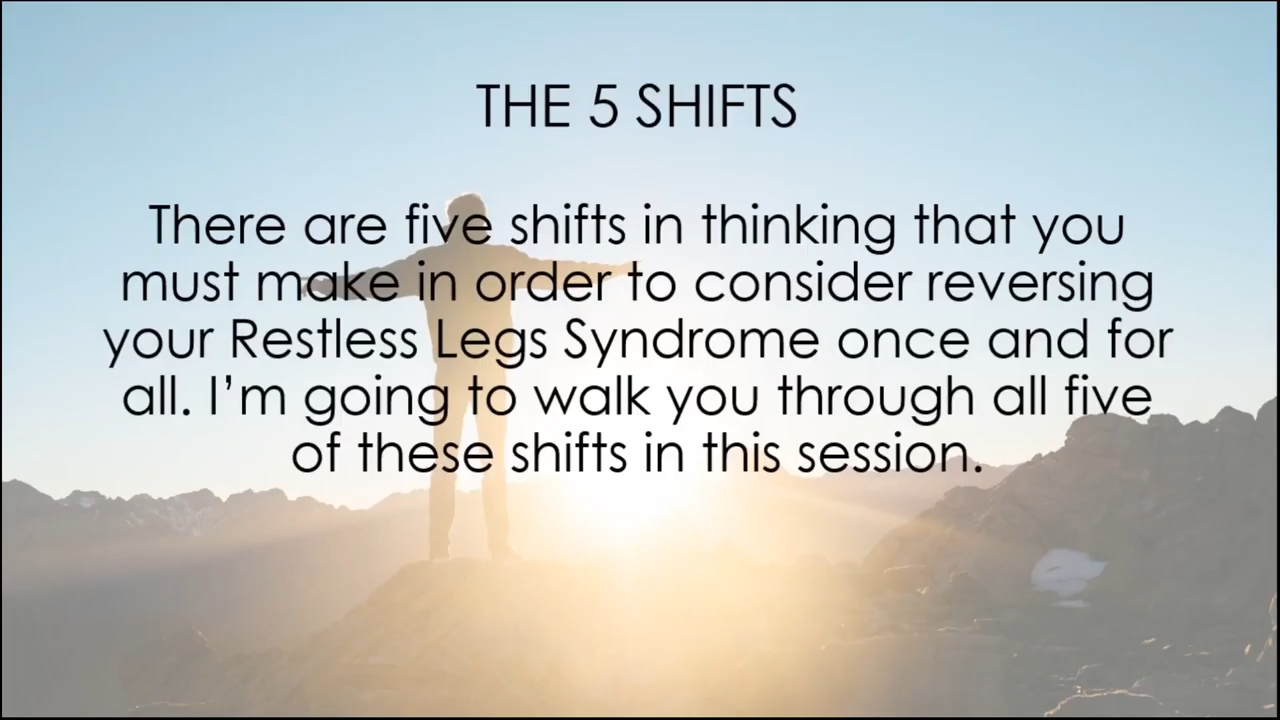 THE 5 SHIFTS
There are five shifts in thinking that you
must make in order to consider reversing
your Restless Legs Syndrome once and for
all. I’m going to walk you through all five
of these shifts in this session.